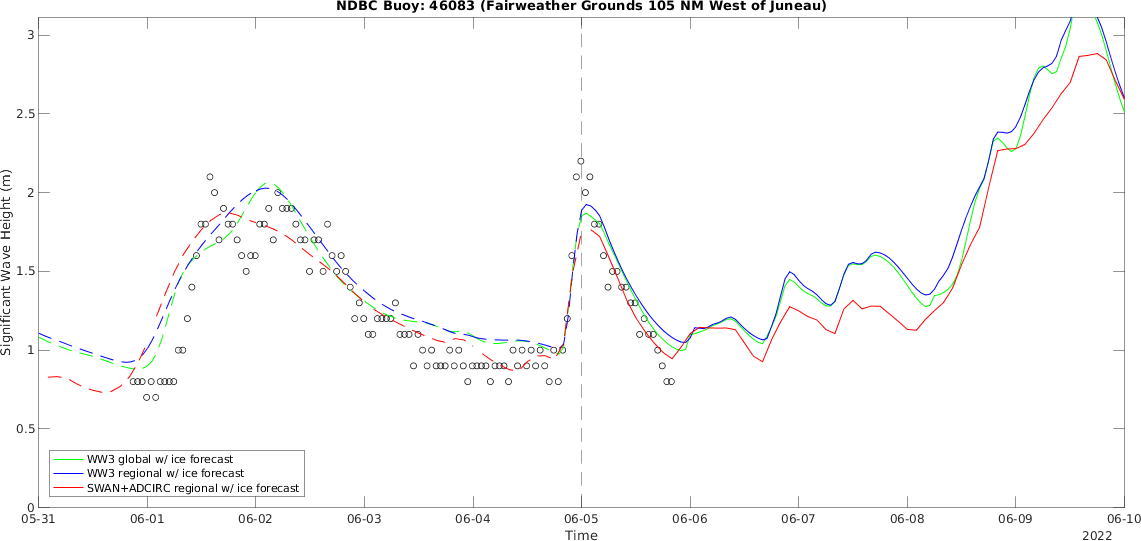 NDBC Buoy: 46083 (Fairweather Grounds 105 NM West of Juneau)
Significant Wave Height (m)
3
2.5
2
1.5
1
0.5
0
WW3 global w/ ice forecast
WW3 regional w/ ice forecast
SWAN+ADCIRC regional w/ ice forecast
05-31 06-01 06-02 06-03 06-04 06-05 06-06 06-07 06-08 06-09 06-10
Time
2022